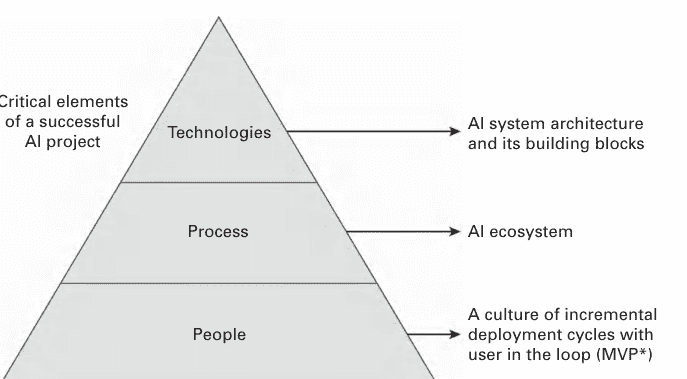 Critical elements
of a successful
AI project
Technologies
AI system architecture
and its building blocks
Process
AI ecosystem
People
A culture of incremental
deployment cycles with
user in the loop (MVP*)